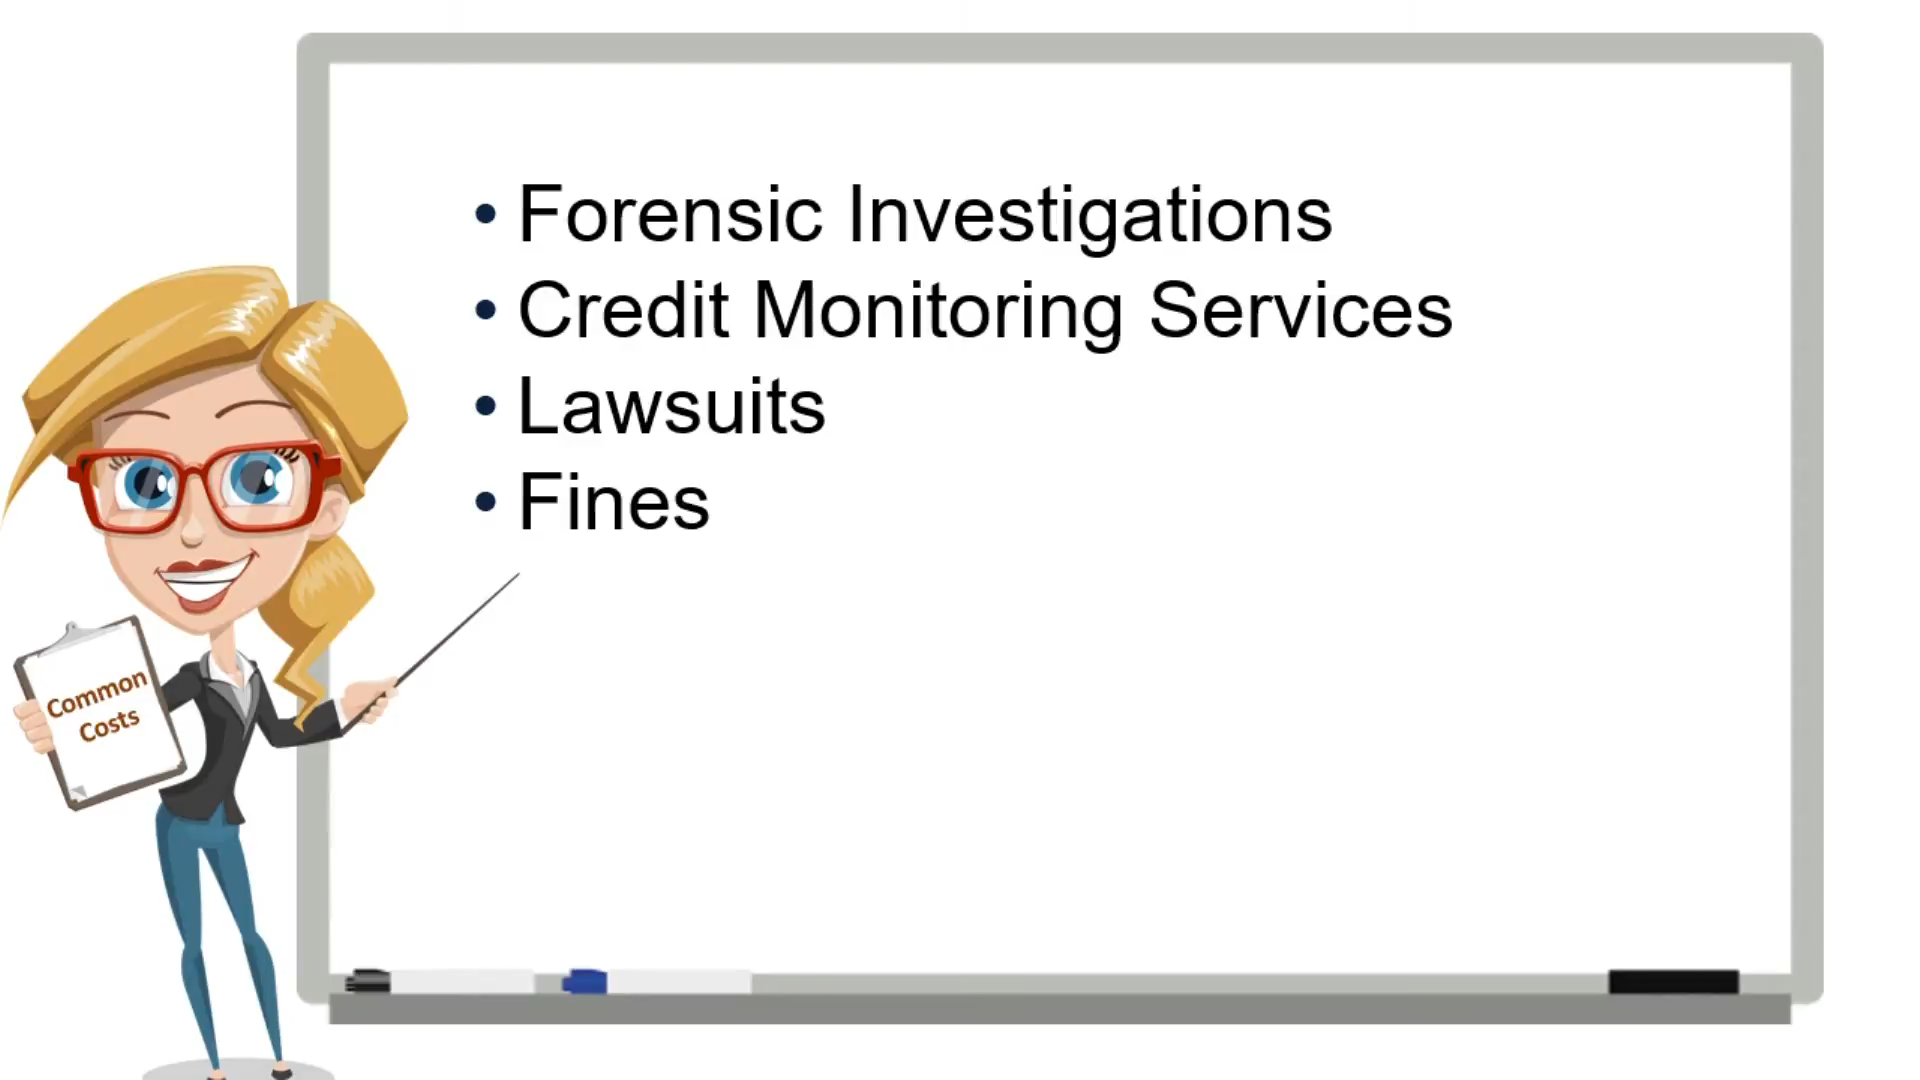 • Forensic Investigations
• Credit Monitoring Services
• Lawsuits
• Fines
Common
Costs